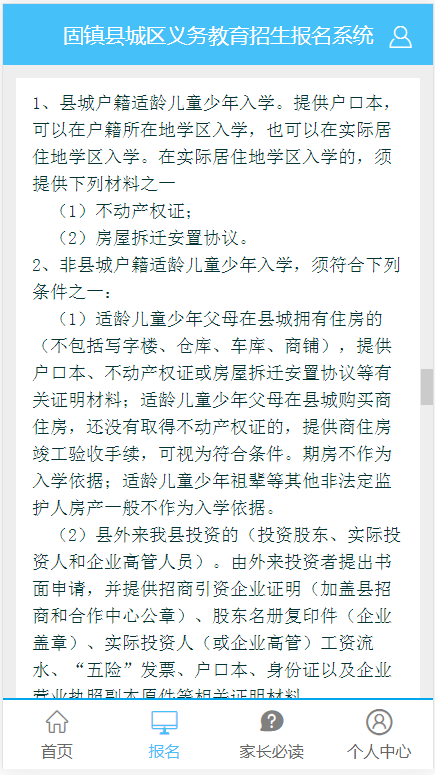 固镇县城区义务教育招生报名系统
1、县城户籍适龄儿童少年入学。提供户口本，
可以在户籍所在地学区入学，也可以在实际居
住地学区入学。在实际居住地学区入学的，须
提供下列材料之一
（1）不动产权证；
（2）房屋拆迁安置协议。
2、非县城户籍适龄儿童少年入学，须符合下列
条件之一：
（1）适龄儿童少年父母在县城拥有住房的
（不包括写字楼、仓库、车库、商铺），提供
户口本、不动产权证或房屋拆迁安置协议等有
关证明材料；适龄儿童少年父母在县城购买商
住房，还没有取得不动产权证的，提供商住房
竣工验收手续，可视为符合条件。期房不作为
入学依据；适龄儿童少年祖辈等其他非法定监
护人房产一般不作为入学依据。
（2）县外来我县投资的（投资股东、实际投
资人和企业高管人员）。由外来投资者提出书
面申请，并提供招商引资企业证明（加盖县招
商和合作中心公章）、股东名册复印件（企业
盖章）、实际投资人（或企业高管）工资流
水、“五险”发票、户口本、身份证以及企业
营业执照副本原件等相关证明材料
首页
报名
家长必读
个人中心